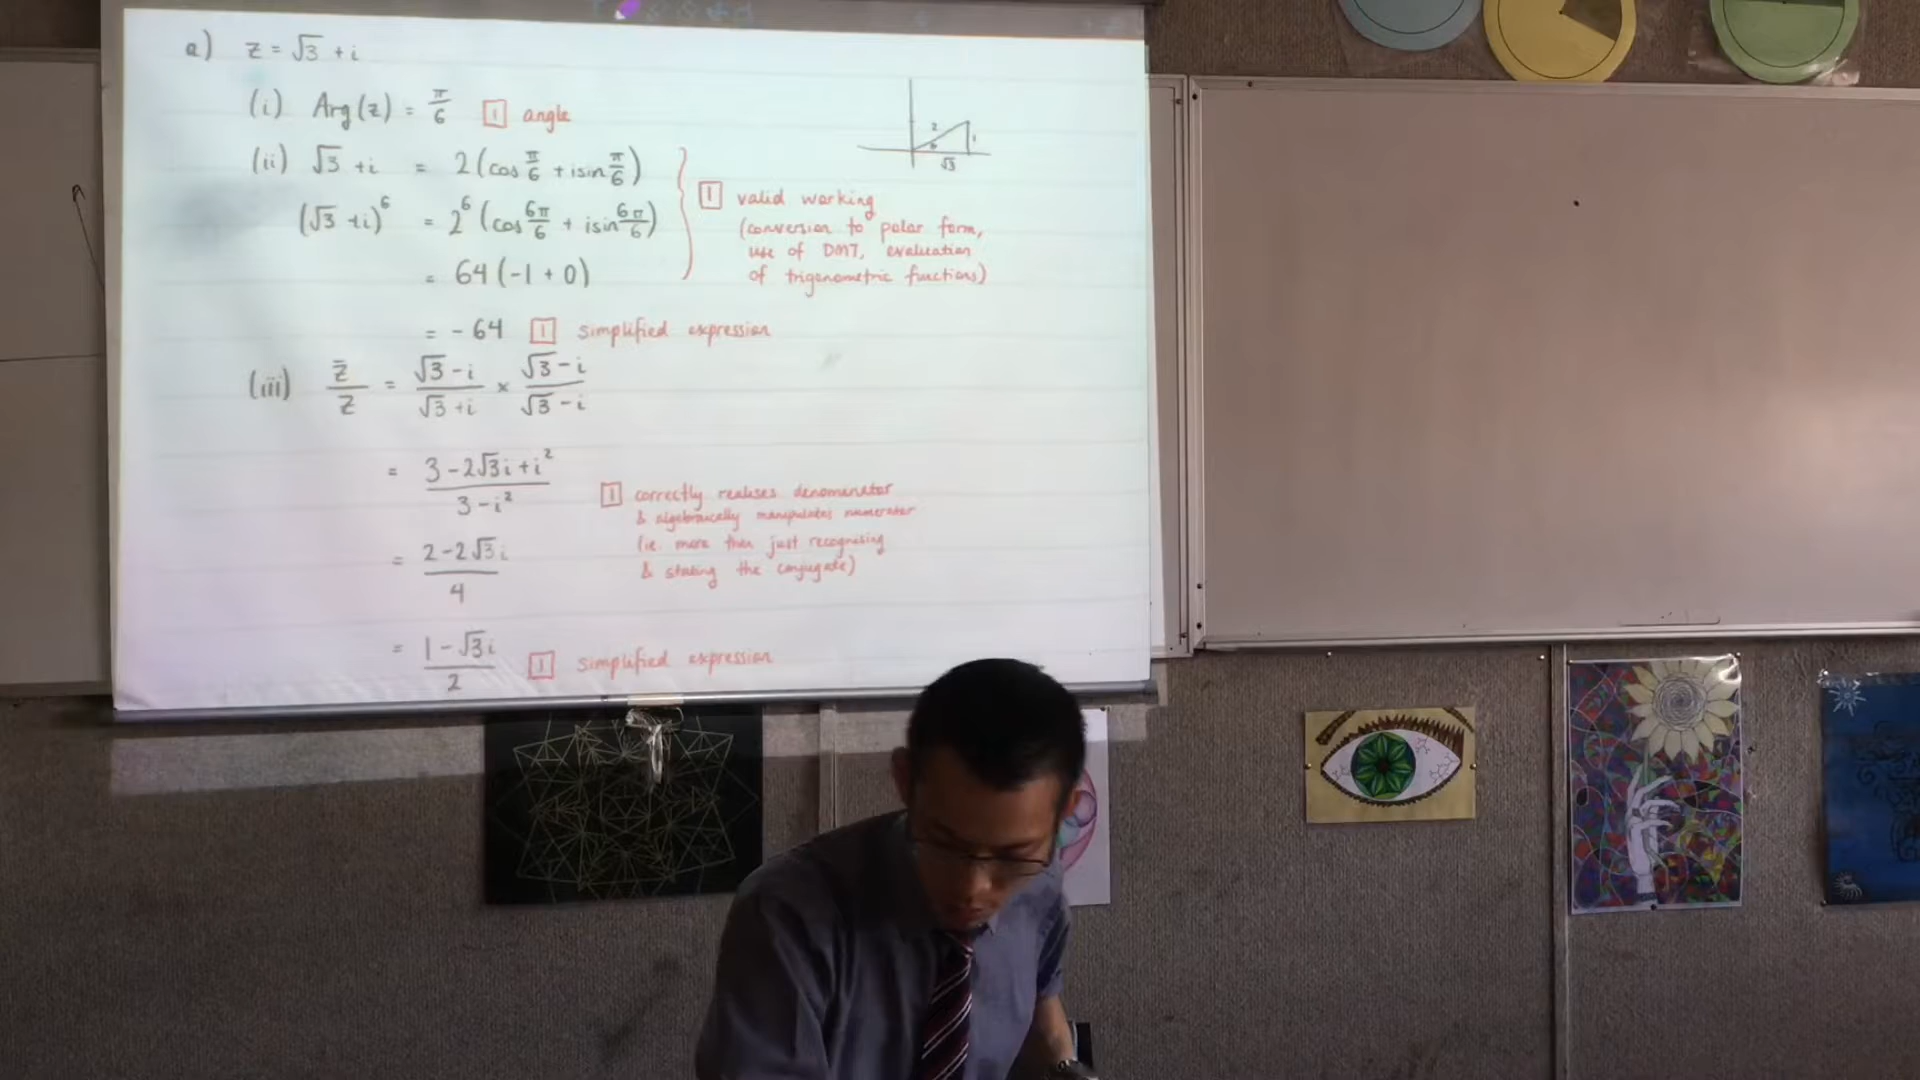 a) z = √3 + i
(i) Arg(z) = π/6 [1] angle
(ii) √3 + i = 2(cos π/6 + isin π/6)
(√3 + i)^6 = 2^6 (cos 6π/6 + isin 6π/6)
= 64(-1 + 0)
[1] valid working
(conversion to polar form,
use of DMT, evaluation
of trigonometric functions)
2
1
√3
= -64 [1] simplified expression
(iii) z̄/z = (√3 - i)/(√3 + i) × (√3 - i)/(√3 - i)
= (3 - 2√3i + i²)/(3 - i²)
[1] correctly realises denominator
& algebraically manipulates numerator
(ie. more than just recognising
& stating the conjugate)
= (2 - 2√3i)/4
= (1 - √3i)/2 [1] simplified expression